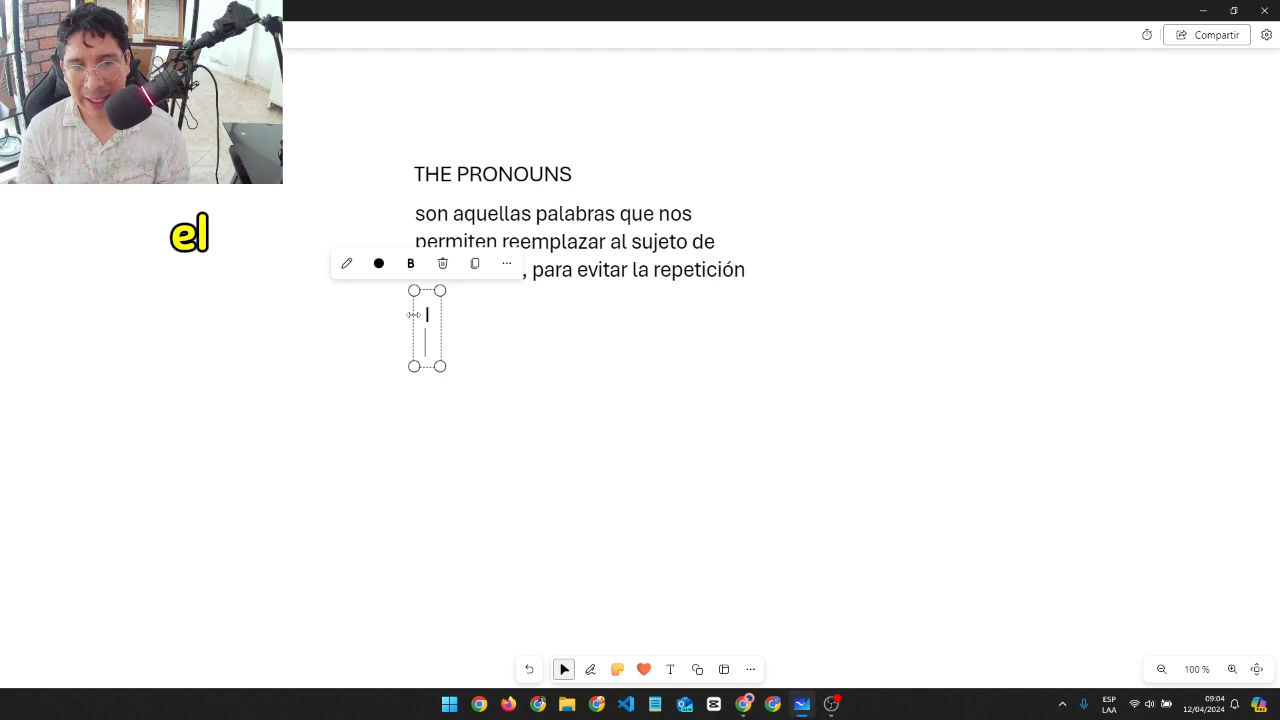 Compartir
THE PRONOUNS
son aquellas palabras que nos
permiten reemplazar al sujeto de
, para evitar la repetición
el
B
I
T
100 %
ESP
LAA
09:04
12/04/2024